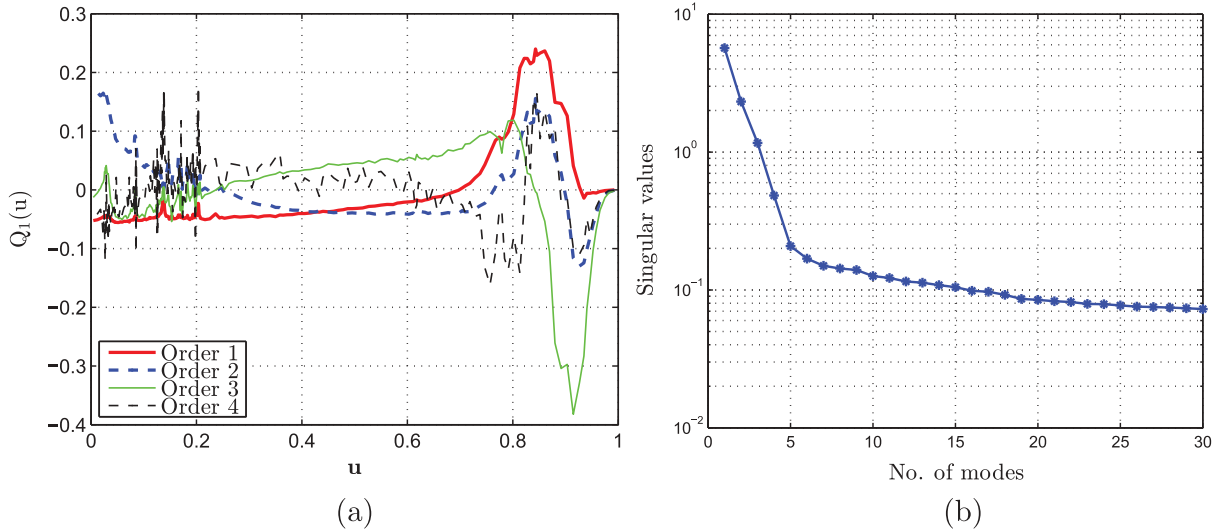 0.3
0.2
0.1
0
−0.1
−0.2
−0.3
−0.4
Q1(u)
Order 1
Order 2
Order 3
Order 4
0 0.2 0.4 0.6 0.8 1
u
(a)
10^1
10^0
10^−1
10^−2
Singular values
0 5 10 15 20 25 30
No. of modes
(b)